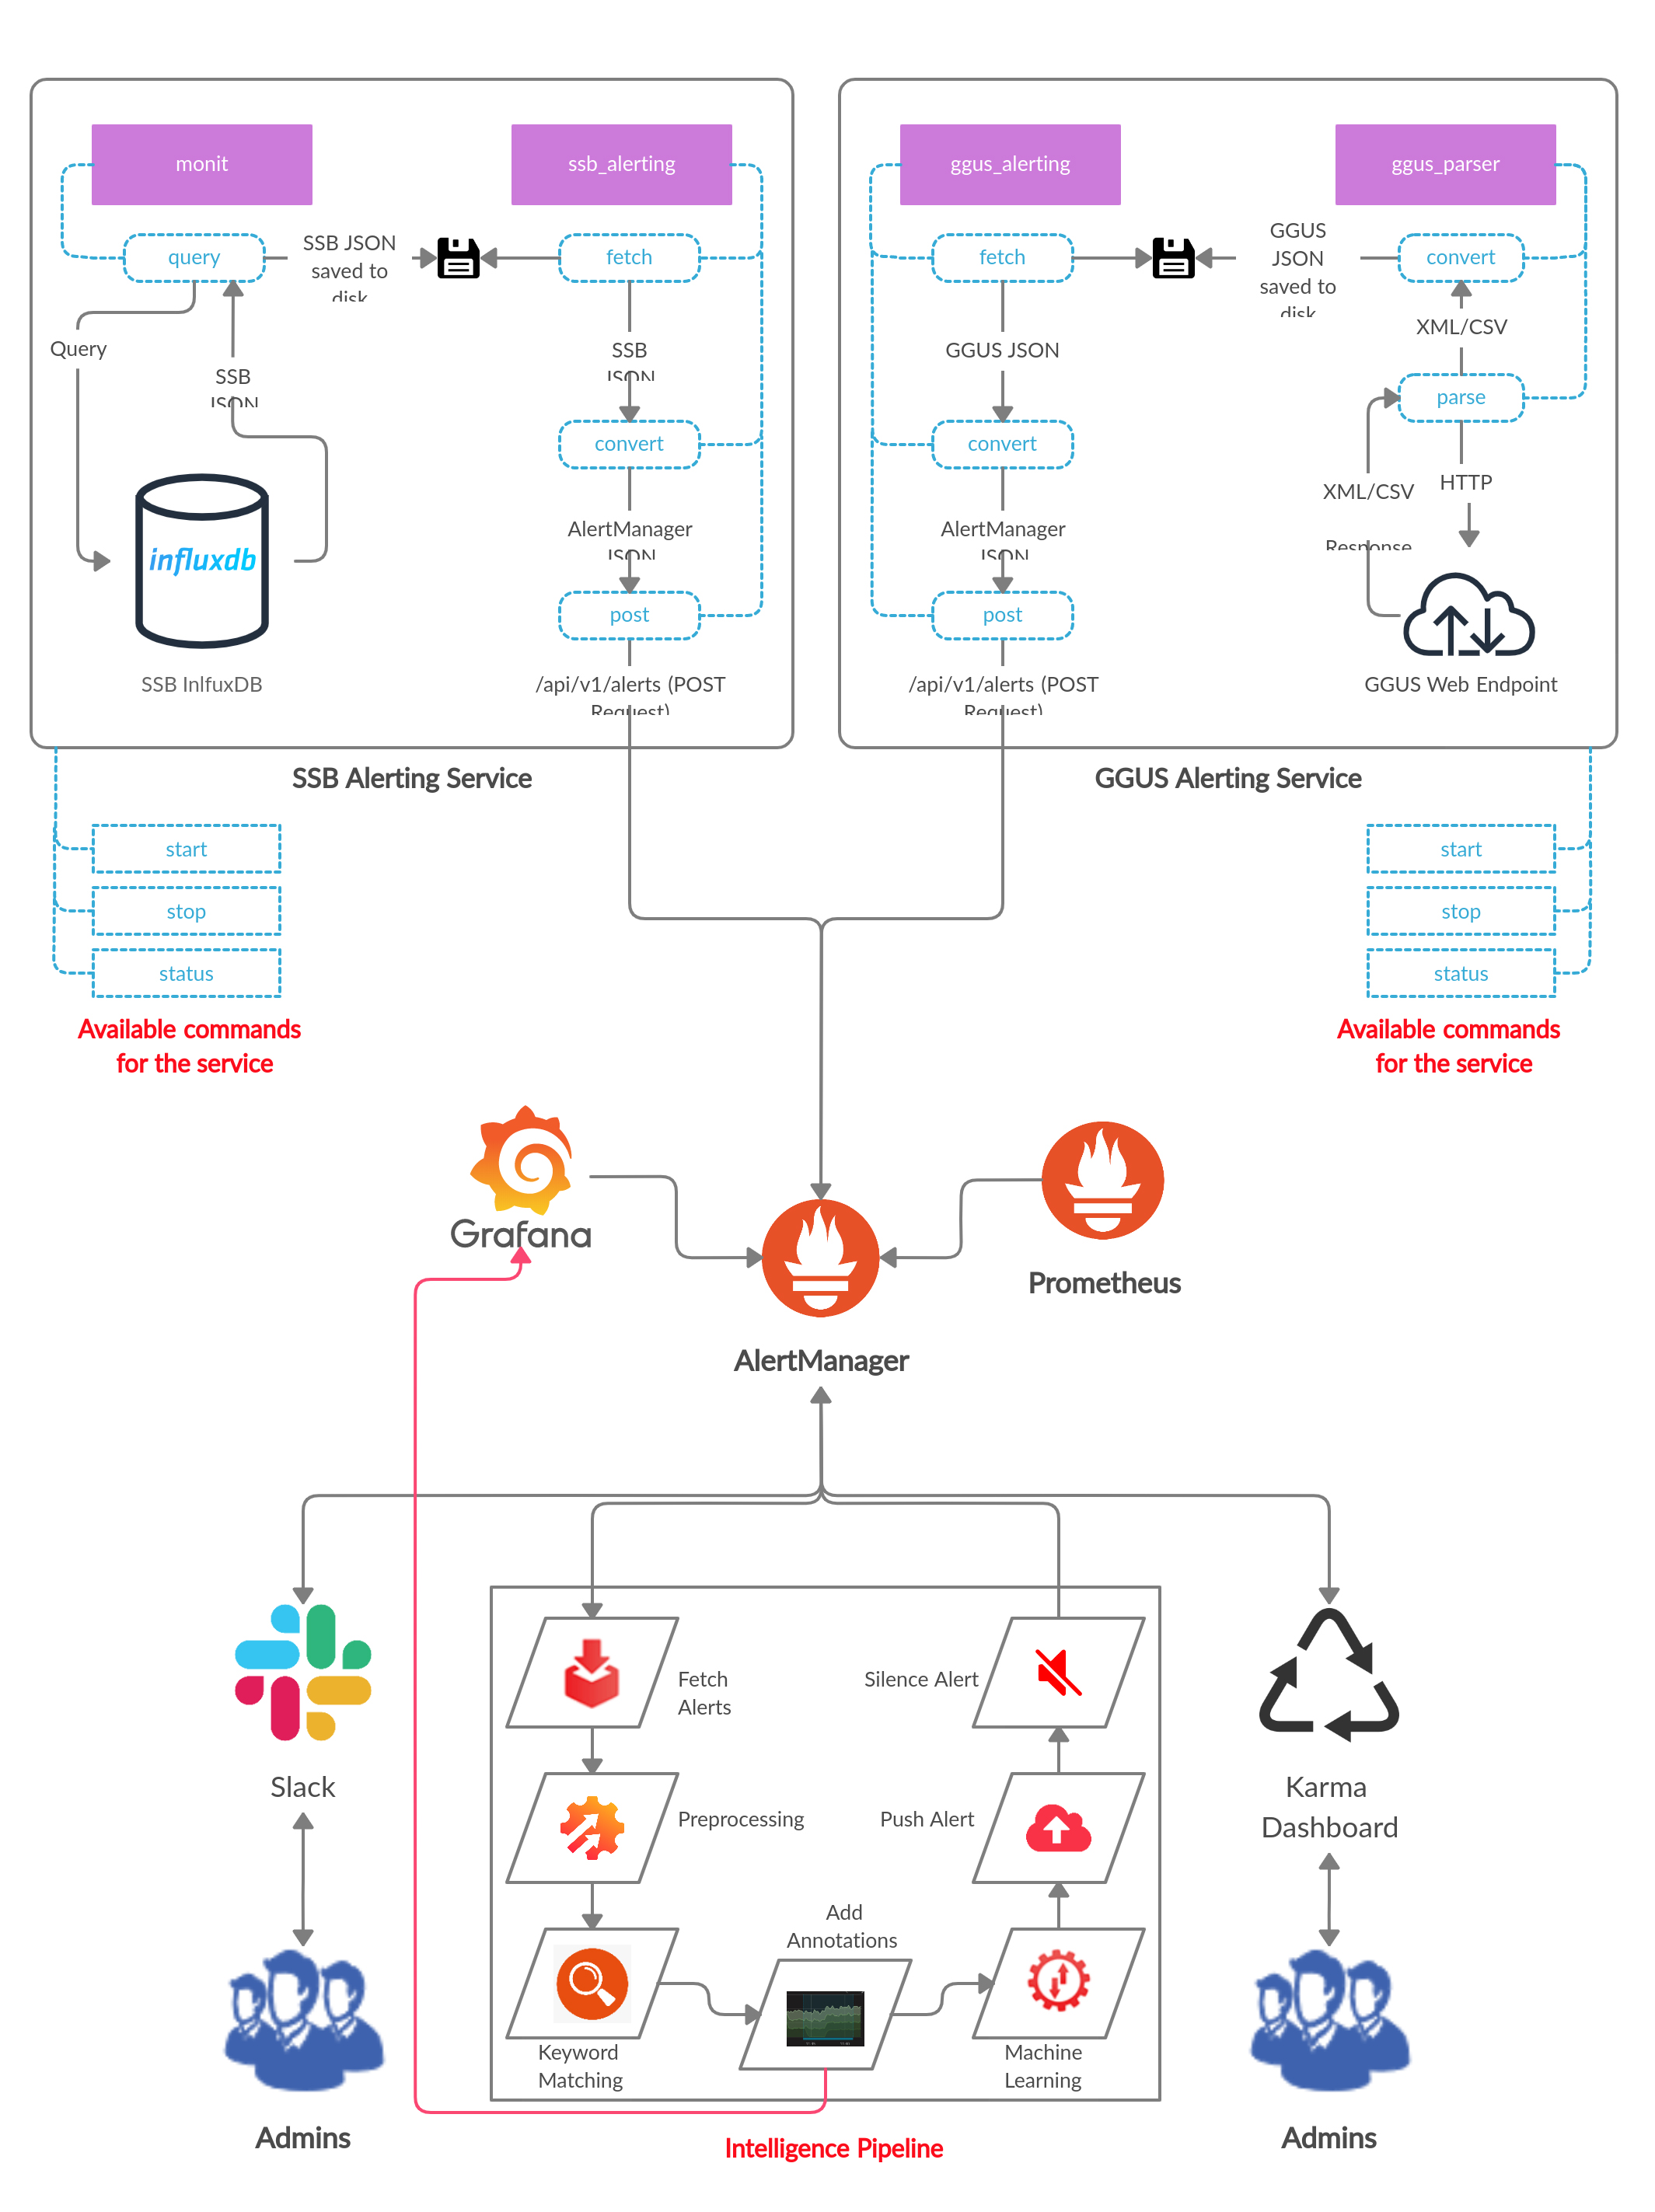 monit
ssb_alerting
query
SSB JSON
saved to
disk
fetch
Query
SSB
JSON
SSB
JSON
convert
AlertManager
JSON
influxdb
post
SSB InlfuxDB
/api/v1/alerts (POST
Request)
SSB Alerting Service
ggus_alerting
ggus_parser
fetch
GGUS
JSON
saved to
disk
convert
XML/CSV
GGUS JSON
parse
convert
HTTP
XML/CSV
Response
AlertManager
JSON
post
/api/v1/alerts (POST
Request)
GGUS Web Endpoint
GGUS Alerting Service
start
stop
status
Available commands
for the service
start
stop
status
Available commands
for the service
Grafana
Prometheus
AlertManager
Slack
Admins
Fetch
Alerts
Preprocessing
Keyword
Matching
Add
Annotations
Machine
Learning
Push Alert
Silence Alert
Intelligence Pipeline
Karma
Dashboard
Admins